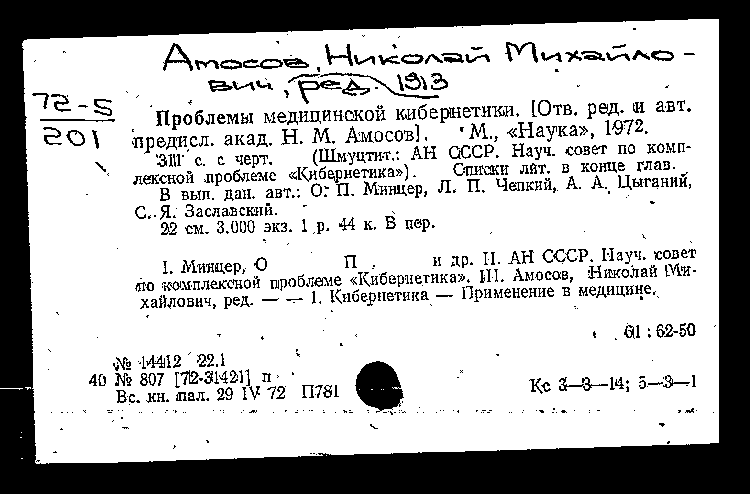 Амосов, Николай Михайло-
вич, ред. 1913
72-5
201
Проблемы медицинской кибернетики. [Отв. ред. и авт.
предисл. акад. Н. М. Амосов]. М., «Наука», 1972.
с. с черт. (Шмуцтит.: АН СССР. Науч. совет по комп-
лексной проблеме «Кибернетика»). Списки лит. в конце глав.
В вып. дан. авт.: О. П. Минцер, Л. П. Чепкий, А. А. Цыганий,
С. Я. Заславский.
22 см. 3.000 экз. 1 р. 44 к. В пер.
I. Минцер, О П . и др. II. АН СССР. Науч. совет
по комплексной проблеме «Кибернетика». III. Амосов, Николай Ми-
хайлович, ред. — — 1. Кибернетика — Применение в медицине.
61 : 62-50
№ 14412 22.1
40 № 807 [72-31421] п
Вс. кн. пал. 29 IV 72 П781
Кс 3—3—14; 5—3—1